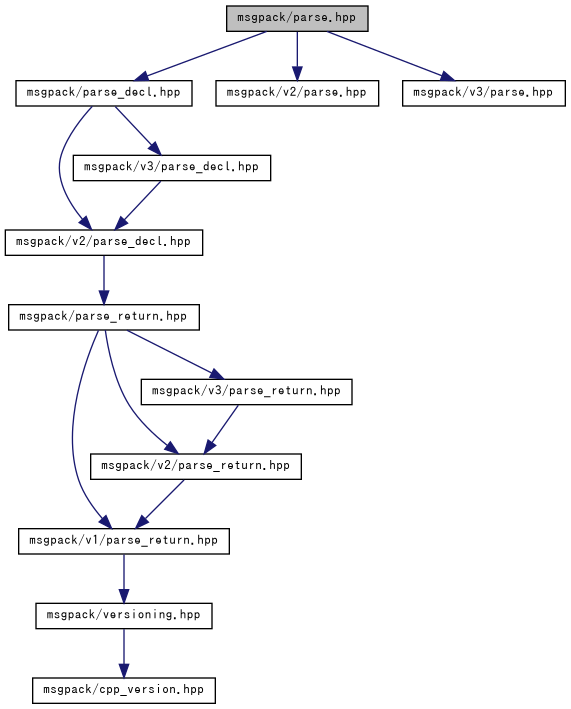 msgpack/parse.hpp
msgpack/parse_decl.hpp
msgpack/v2/parse.hpp
msgpack/v3/parse.hpp
msgpack/v3/parse_decl.hpp
msgpack/v2/parse_decl.hpp
msgpack/parse_return.hpp
msgpack/v3/parse_return.hpp
msgpack/v2/parse_return.hpp
msgpack/v1/parse_return.hpp
msgpack/versioning.hpp
msgpack/cpp_version.hpp